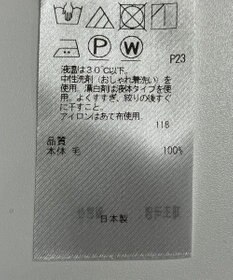 P23
液温は30℃以下、
中性洗剤(おしゃれ着洗い)を
使用。漂白剤は液体タイプを使
用。よくすすぎ、絞りの後すぐ
に干すこと。
アイロンはあて布使用。
118
品質
本体 毛 100%
日本製